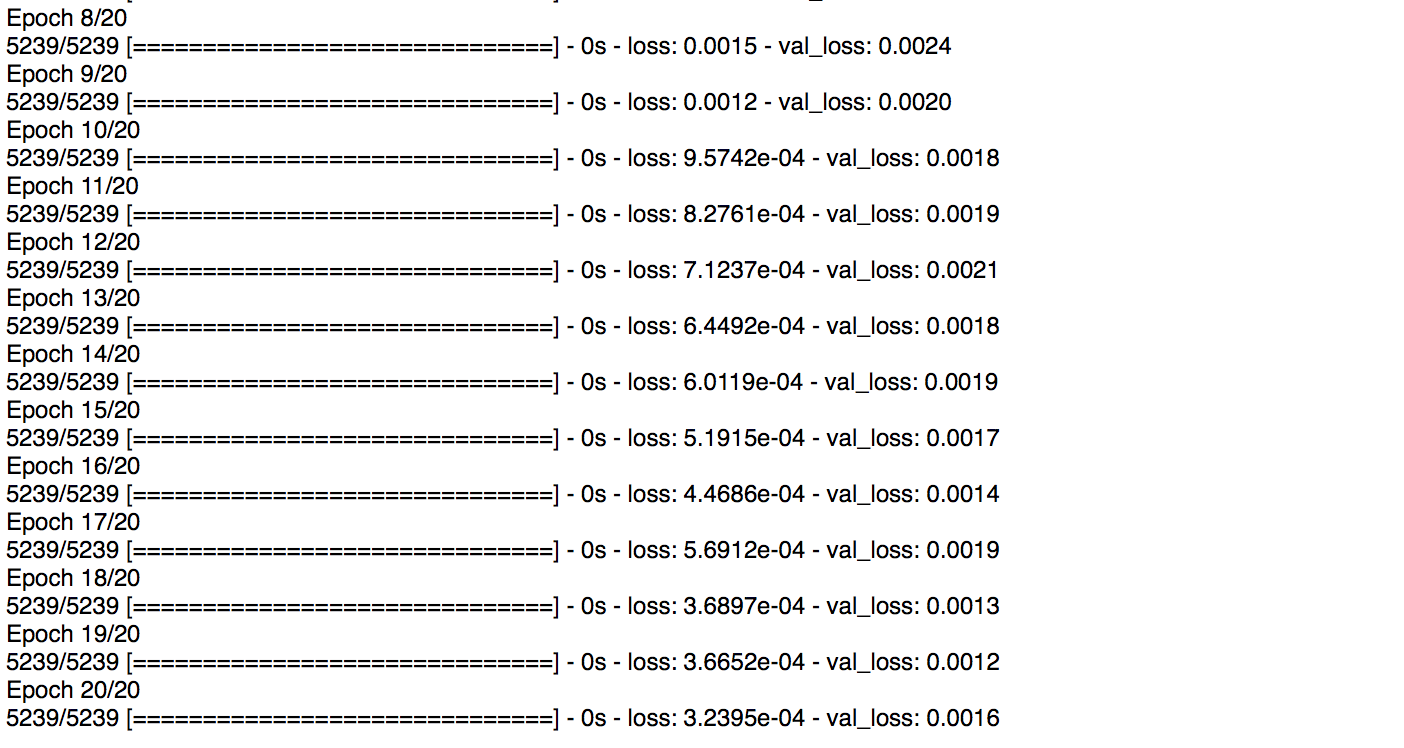 Epoch 8/20
5239/5239 [==============================] - 0s - loss: 0.0015 - val_loss: 0.0024
Epoch 9/20
5239/5239 [==============================] - 0s - loss: 0.0012 - val_loss: 0.0020
Epoch 10/20
5239/5239 [==============================] - 0s - loss: 9.5742e-04 - val_loss: 0.0018
Epoch 11/20
5239/5239 [==============================] - 0s - loss: 8.2761e-04 - val_loss: 0.0019
Epoch 12/20
5239/5239 [==============================] - 0s - loss: 7.1237e-04 - val_loss: 0.0021
Epoch 13/20
5239/5239 [==============================] - 0s - loss: 6.4492e-04 - val_loss: 0.0018
Epoch 14/20
5239/5239 [==============================] - 0s - loss: 6.0119e-04 - val_loss: 0.0019
Epoch 15/20
5239/5239 [==============================] - 0s - loss: 5.1915e-04 - val_loss: 0.0017
Epoch 16/20
5239/5239 [==============================] - 0s - loss: 4.4686e-04 - val_loss: 0.0014
Epoch 17/20
5239/5239 [==============================] - 0s - loss: 5.6912e-04 - val_loss: 0.0019
Epoch 18/20
5239/5239 [==============================] - 0s - loss: 3.6897e-04 - val_loss: 0.0013
Epoch 19/20
5239/5239 [==============================] - 0s - loss: 3.6652e-04 - val_loss: 0.0012
Epoch 20/20
5239/5239 [==============================] - 0s - loss: 3.2395e-04 - val_loss: 0.0016